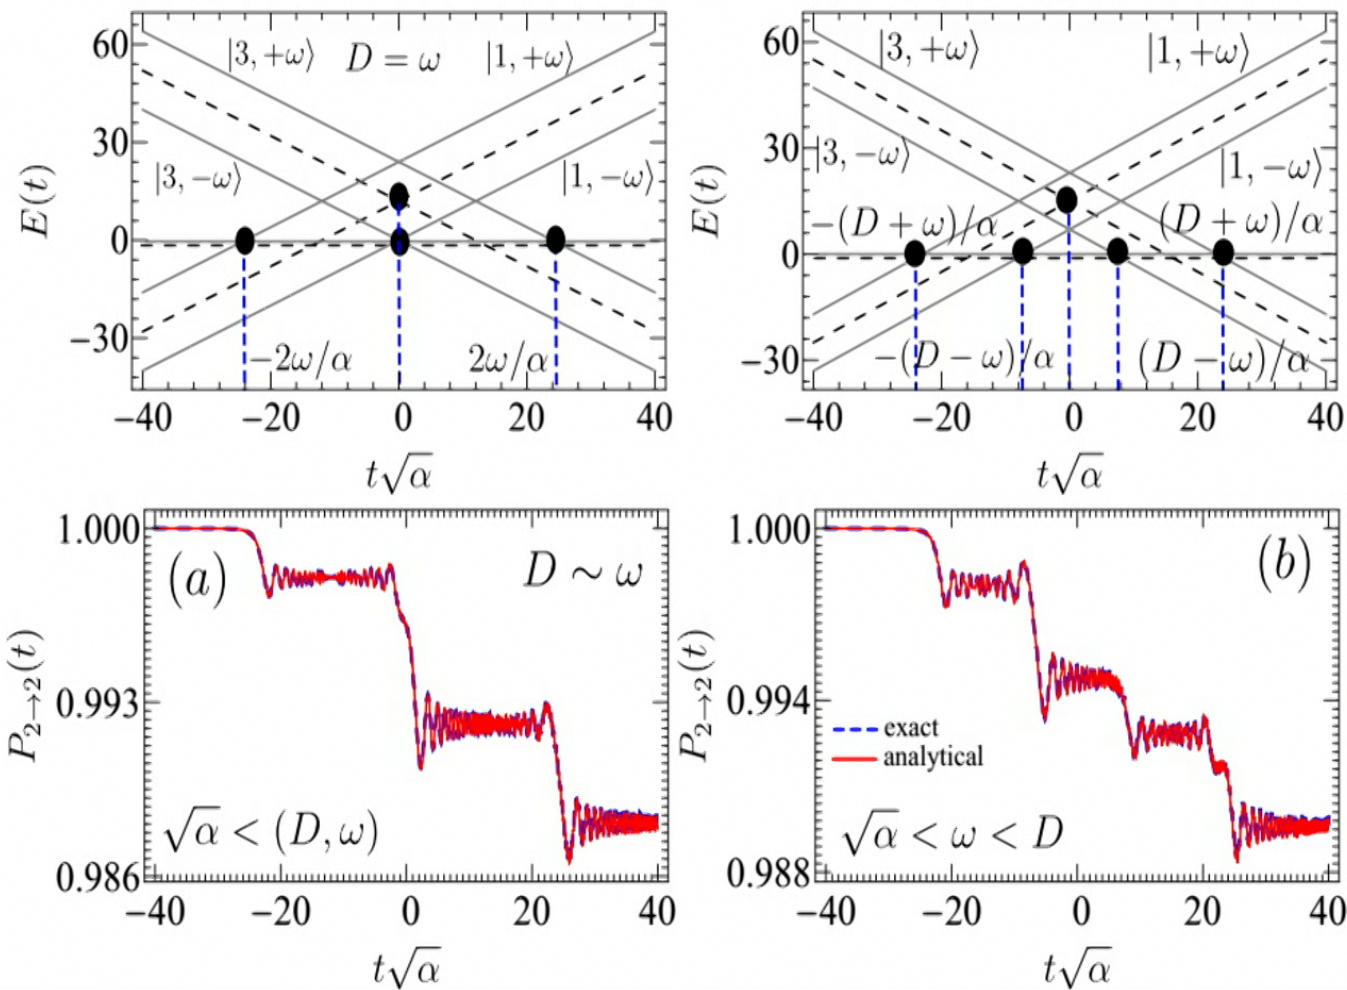 |3, +ω⟩ D = ω |1, +ω⟩
|3, −ω⟩ |1, −ω⟩
−2ω/α 2ω/α
60
30
0
−30
E(t)
−40 −20 0 20 40
t√α
|3, +ω⟩ |1, +ω⟩
|3, −ω⟩ |1, −ω⟩
−(D + ω)/α (D + ω)/α
−(D − ω)/α (D − ω)/α
60
30
0
−30
E(t)
−40 −20 0 20 40
t√α
(a) D ∼ ω
√α < (D, ω)
1.000
0.993
0.986
P2→2(t)
−40 −20 0 20 40
t√α
(b)
exact
analytical
√α < ω < D
1.000
0.994
0.988
P2→2(t)
−40 −20 0 20 40
t√α